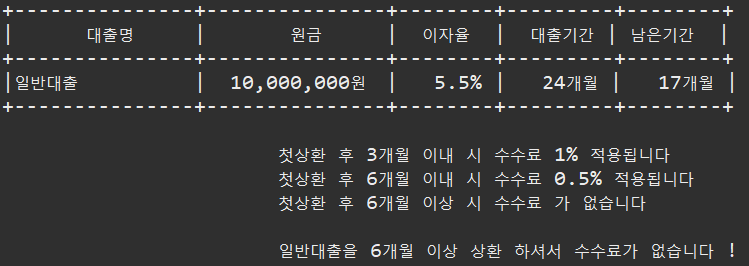 대출명 | 원금 | 이자율 | 대출기간 | 남은기간
일반대출 | 10,000,000원 | 5.5% | 24개월 | 17개월
첫상환 후 3개월 이내 시 수수료 1% 적용됩니다
첫상환 후 6개월 이내 시 수수료 0.5% 적용됩니다
첫상환 후 6개월 이상 시 수수료 가 없습니다
일반대출을 6개월 이상 상환 하셔서 수수료가 없습니다 !